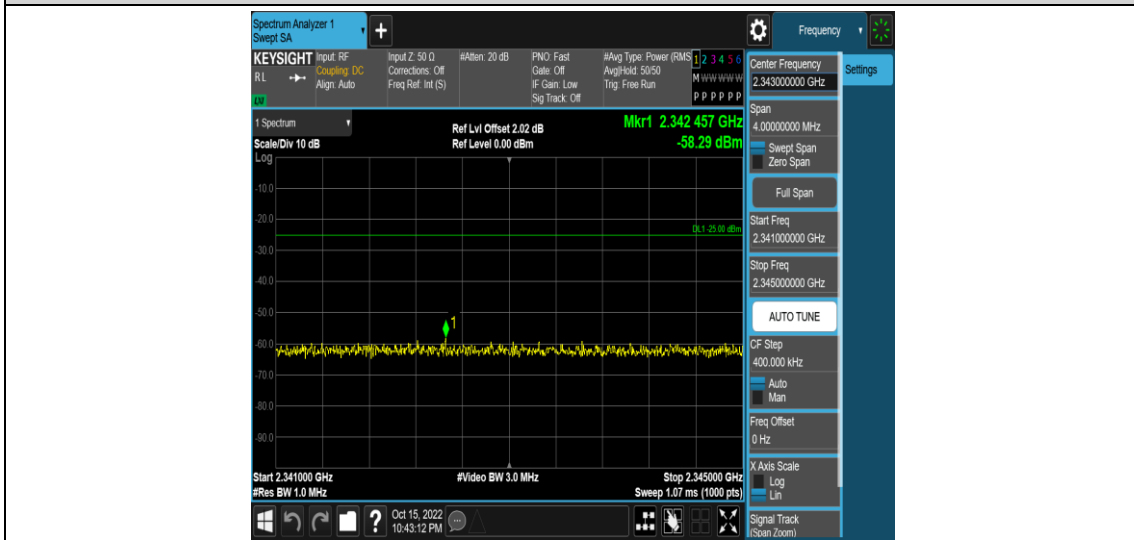 Spectrum Analyzer 1
Swept SA
+
Frequency
KEYSIGHT
RL
LXI
Input: RF
Coupling: DC
Align: Auto
Input Z: 50 Ω
Corrections: Off
Freq Ref: Int (S)
#Atten: 20 dB
PNO: Fast
Gate: Off
IF Gain: Low
Sig Track: Off
#Avg Type: Power (RMS
Avg|Hold: 50/50
Trig: Free Run
1 2 3 4 5 6
M W W W W W
P P P P P P
Center Frequency
2.343000000 GHz
Settings
1 Spectrum
Ref Lvl Offset 2.02 dB
Mkr1 2.342 457 GHz
Scale/Div 10 dB
Ref Level 0.00 dBm
-58.29 dBm
Log
-10.0
-20.0
DL1 -25.00 dBm
-30.0
-40.0
-50.0
1
-60.0
-70.0
-80.0
-90.0
Start 2.341000 GHz
#Video BW 3.0 MHz
Stop 2.345000 GHz
#Res BW 1.0 MHz
Sweep 1.07 ms (1000 pts)
Span
4.00000000 MHz
Swept Span
Zero Span
Full Span
Start Freq
2.341000000 GHz
Stop Freq
2.345000000 GHz
AUTO TUNE
CF Step
400.000 kHz
Auto
Man
Freq Offset
0 Hz
X Axis Scale
Log
Lin
Signal Track
(Span Zoom)
?
Oct 15, 2022
10:43:12 PM